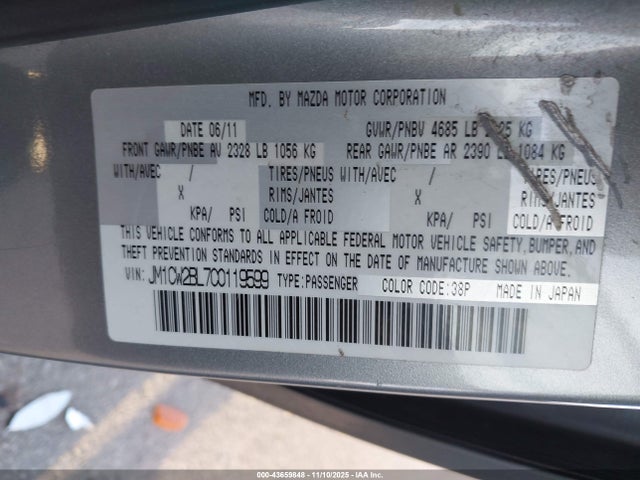 MFD. BY MAZDA MOTOR CORPORATION
DATE 06/11 GVWR/PNBV 4685 LB 25 KG
FRONT GAWR/PNBE AV 2328 LB 1056 KG REAR GAWR/PNBE AR 2390 LB 1084 KG
WITH/AVEC / TIRES/PNEUS WITH/AVEC / TIRES/PNEUS
X RIMS/JANTES X RIMS/JANTES
KPA/ PSI COLD/A FROID KPA/ PSI COLD/A FROID
THIS VEHICLE CONFORMS TO ALL APPLICABLE FEDERAL MOTOR VEHICLE SAFETY, BUMPER, AND
THEFT PREVENTION STANDARDS IN EFFECT ON THE DATE OF MANUFACTURE SHOWN ABOVE.
VIN: JM1CW2BL7C0119599 TYPE:PASSENGER COLOR CODE:38P MADE IN JAPAN
000-43659848 - 11/10/2025 - IAAI, Inc.